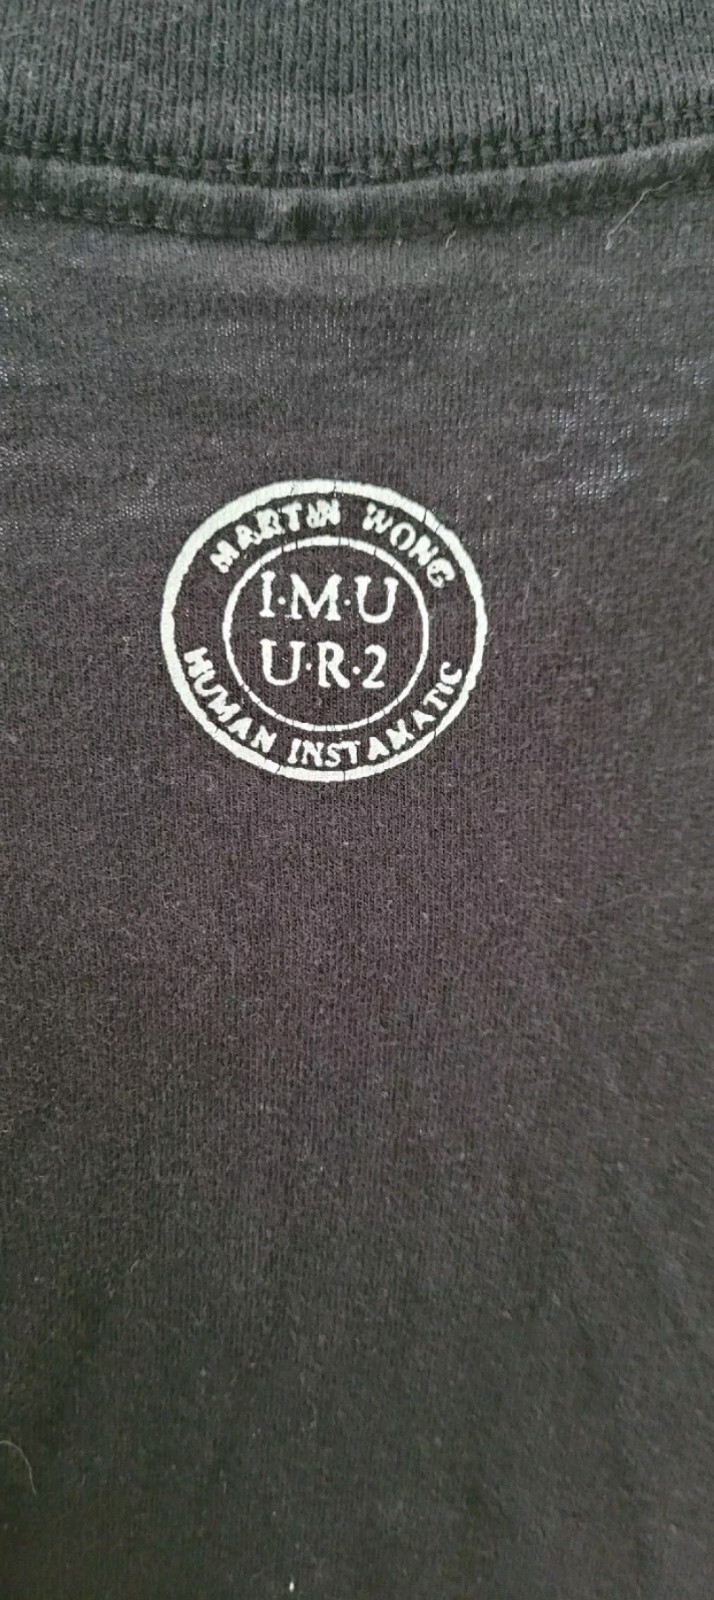 MARTIN WONG
I·M·U
U·R·2
HUMAN INSTAMATIC